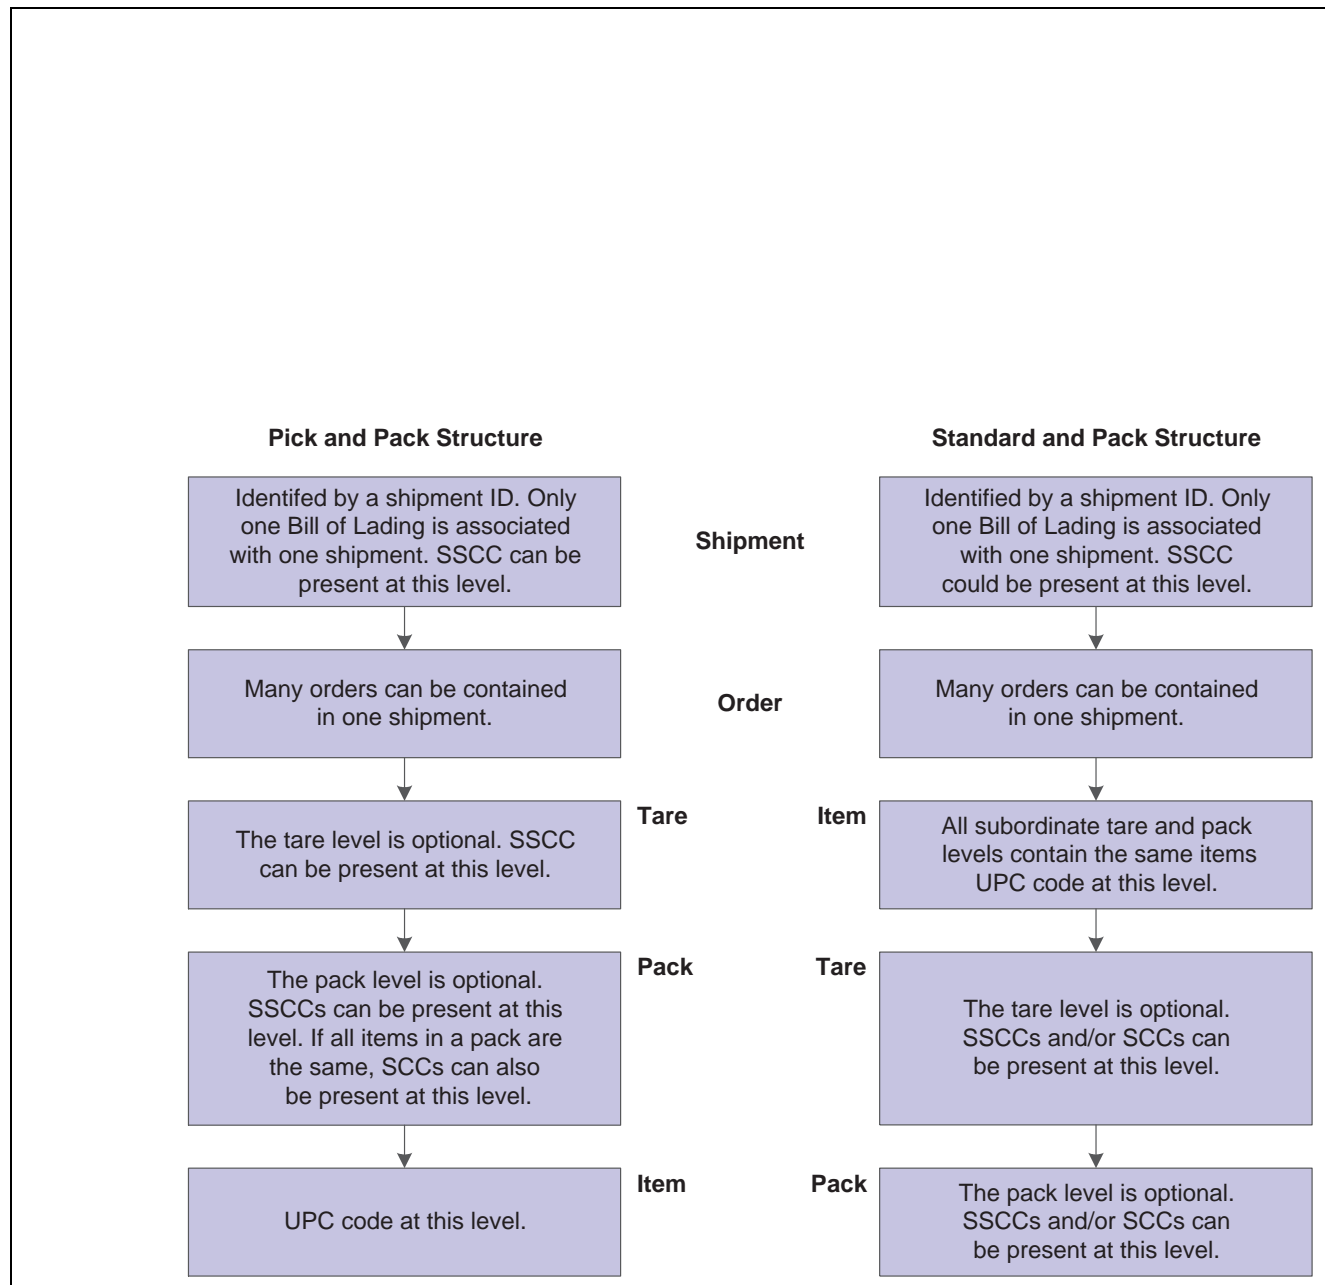 Pick and Pack Structure
Standard and Pack Structure
Identifed by a shipment ID. Only
one Bill of Lading is associated
with one shipment. SSCC can be
present at this level.
Shipment
Identified by a shipment ID. Only
one Bill of Lading is associated
with one shipment. SSCC
could be present at this level.
Many orders can be contained
in one shipment.
Order
Many orders can be contained
in one shipment.
Tare
The tare level is optional. SSCC
can be present at this level.
Item
All subordinate tare and pack
levels contain the same items
UPC code at this level.
Pack
The pack level is optional.
SSCCs can be present at this
level. If all items in a pack are
the same, SCCs can also
be present at this level.
Tare
The tare level is optional.
SSCCs and/or SCCs can
be present at this level.
Item
UPC code at this level.
Pack
The pack level is optional.
SSCCs and/or SCCs can
be present at this level.